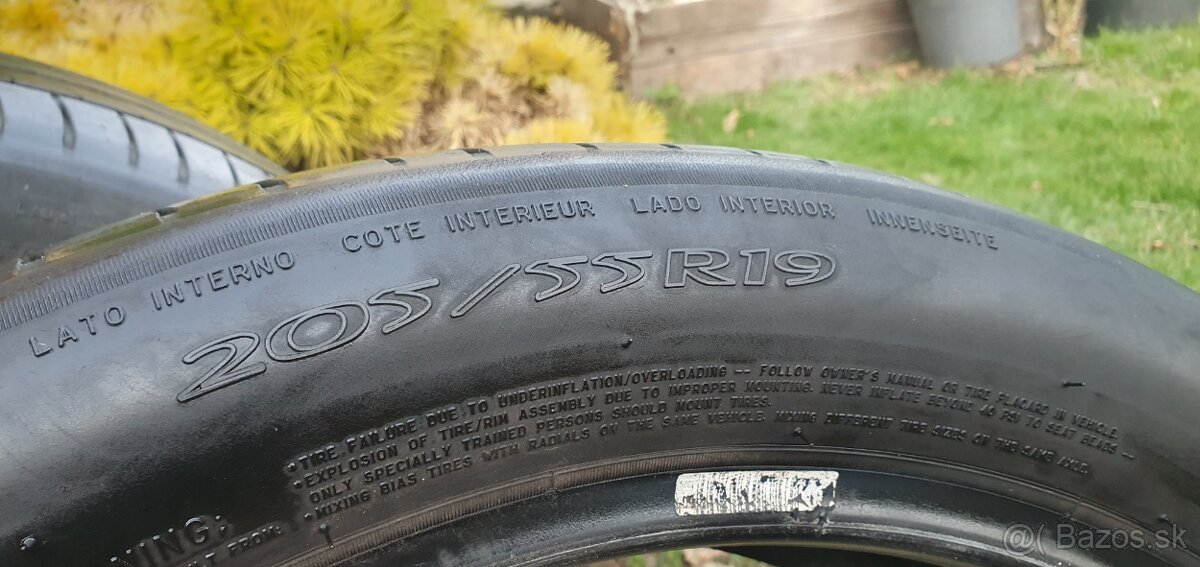 LATO INTERNO COTE INTERIEUR LADO INTERIOR INNENSEITE
205/55R19
•TIRE FAILURE DUE TO UNDERINFLATION/OVERLOADING -- FOLLOW OWNER'S MANUAL OR TIRE PLACARD IN VEHICLE.
•EXPLOSION OF TIRE/RIM ASSEMBLY DUE TO IMPROPER MOUNTING. NEVER INFLATE BEYOND 40 PSI TO SEAT BEADS --
ONLY SPECIALLY TRAINED PERSONS SHOULD MOUNT TIRES.
•MIXING BIAS TIRES WITH RADIALS ON THE SAME VEHICLE. MIXING DIFFERENT TIRE SIZES ON THE SAME AXLE.
NING:
T FROM:
@( Bazos.sk